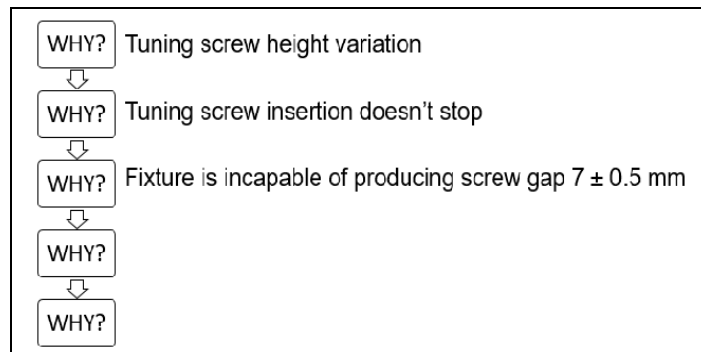 WHY? Tuning screw height variation
WHY? Tuning screw insertion doesn’t stop
WHY? Fixture is incapable of producing screw gap 7 ± 0.5 mm
WHY?
WHY?